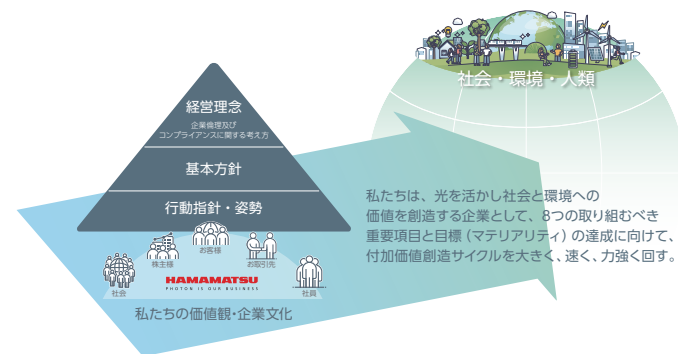 社会・環境・人類
経営理念
企業倫理及び
コンプライアンスに関する考え方
基本方針
行動指針・姿勢
私たちは、光を活かし社会と環境への
価値を創造する企業として、8つの取り組むべき
重要項目と目標（マテリアリティ）の達成に向けて、
付加価値創造サイクルを大きく、速く、力強く回す。
お客様
株主様
お取引先
社会
HAMAMATSU
PHOTON IS OUR BUSINESS
社員
私たちの価値観・企業文化